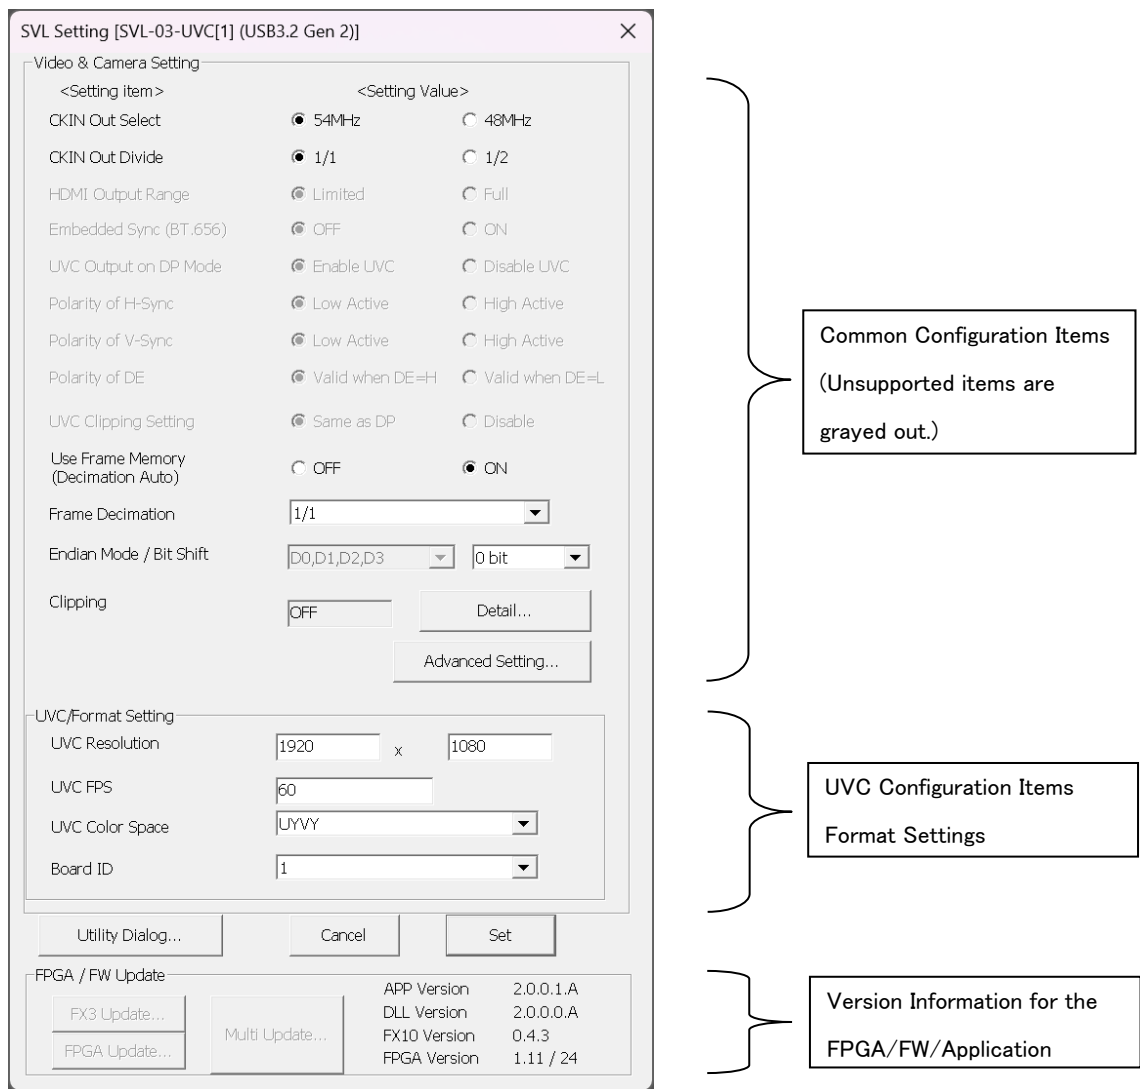 SVL Setting [SVL-03-UVC[1] (USB3.2 Gen 2)]
Video & Camera Setting
<Setting item> <Setting Value>
CKIN Out Select 54MHz 48MHz
CKIN Out Divide 1/1 1/2
HDMI Output Range Limited Full
Embedded Sync (BT.656) OFF ON
UVC Output on DP Mode Enable UVC Disable UVC
Polarity of H-Sync Low Active High Active
Polarity of V-Sync Low Active High Active
Polarity of DE Valid when DE=H Valid when DE=L
UVC Clipping Setting Same as DP Disable
Use Frame Memory
(Decimation Auto) OFF ON
Frame Decimation 1/1
Endian Mode / Bit Shift D0,D1,D2,D3 0 bit
Clipping OFF Detail...
Advanced Setting...
Common Configuration Items
(Unsupported items are
grayed out.)
UVC/Format Setting
UVC Resolution 1920 x 1080
UVC FPS 60
UVC Color Space UYVY
Board ID 1
UVC Configuration Items
Format Settings
Utility Dialog... Cancel Set
FPGA / FW Update
FX3 Update...
FPGA Update...
Multi Update...
APP Version 2.0.0.1.A
DLL Version 2.0.0.0.A
FX10 Version 0.4.3
FPGA Version 1.11 / 24
Version Information for the
FPGA/FW/Application